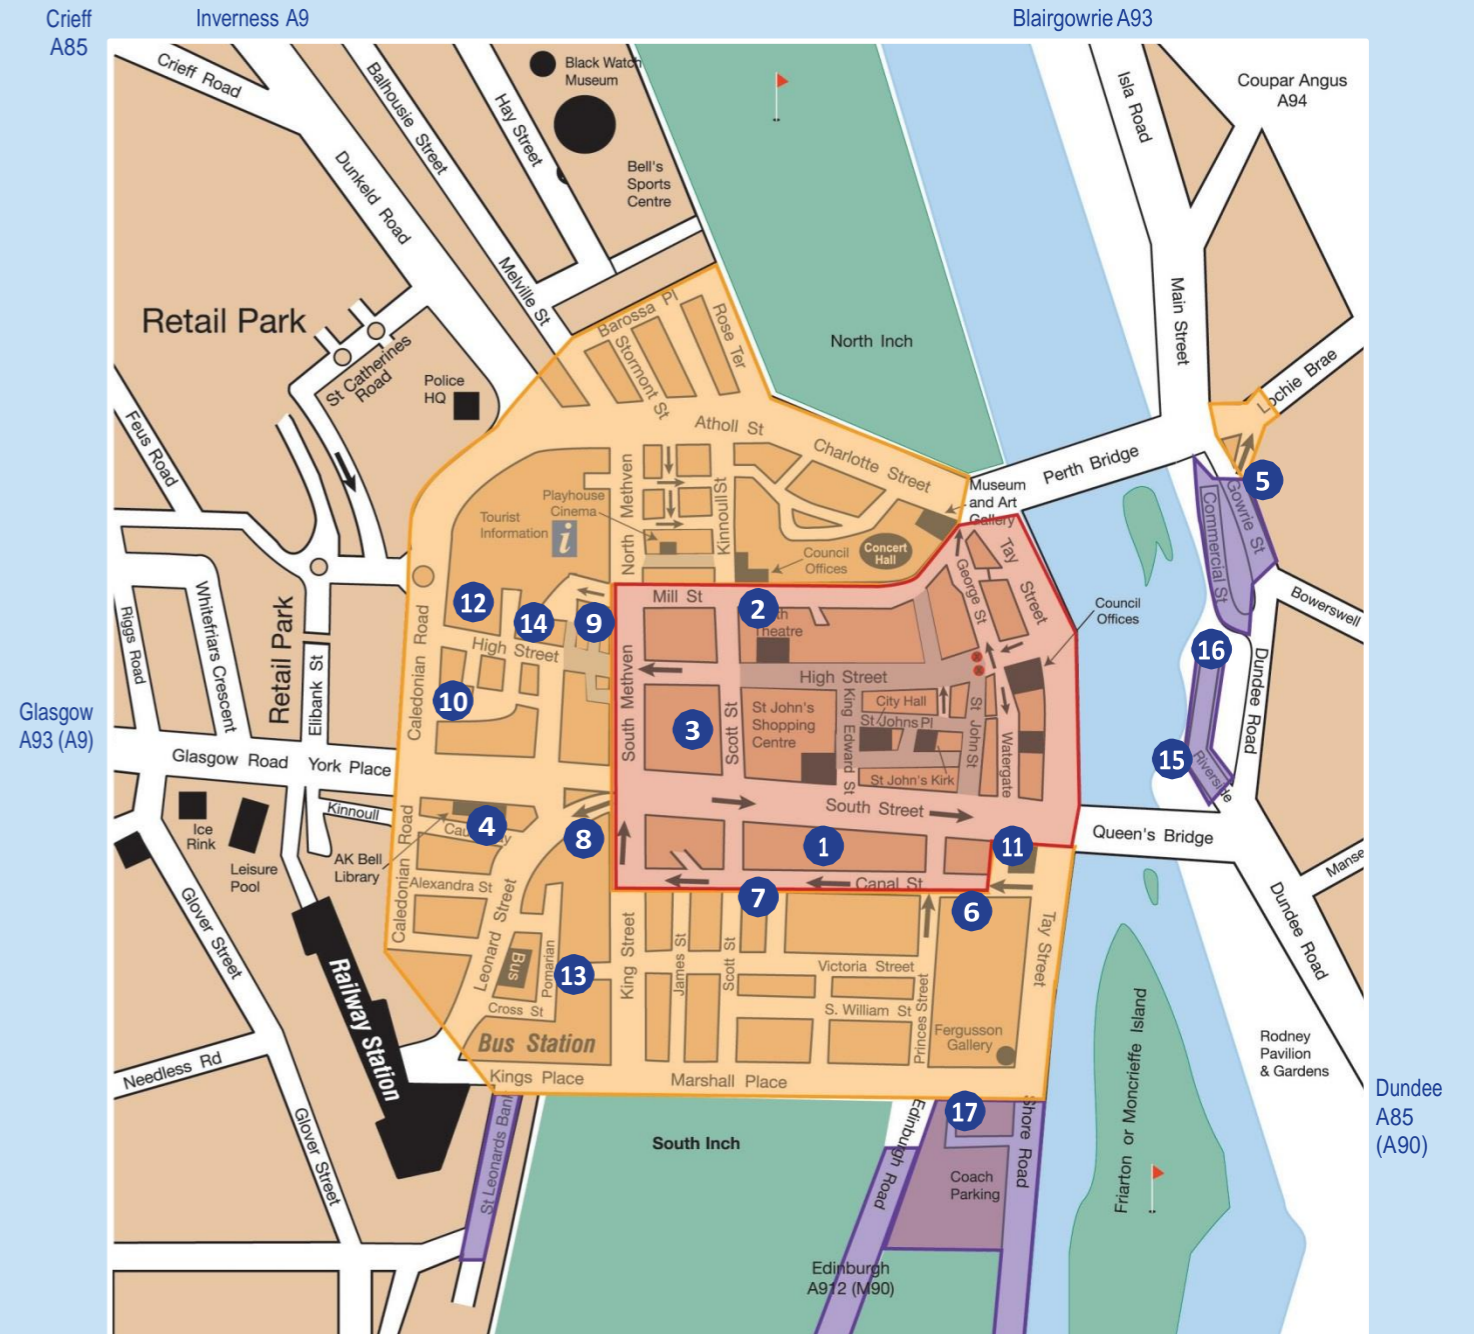 Crieff
A85
Inverness A9
Blairgowrie A93
Crieff Road
Balhousie Street
Hay Street
Black Watch
Museum
Bell's
Sports
Centre
Isla Road
Coupar Angus
A94
Dunkeld Road
Melville St
Retail Park
St Catherines
Road
Police
HQ
Feus Road
Barossa Pl
Stormont St
Rose Ter
Atholl St
Charlotte Street
North Inch
Main Street
Lochie Brae
Perth Bridge
Museum
and Art
Gallery
5
Gowrie St
Commercial St
Bowerswell
Playhouse
Cinema
Tourist
Information
i
North Methven
Kinnoull St
Council
Offices
Concert
Hall
Tay Street
George St
Council
Offices
Riggs Road
Whitefriars Crescent
Retail Park
Elibank St
Caledonian Road
12
14
9
High Street
10
Mill St
2
Theatre
High Street
South Methven
3
Scott St
St John's
Shopping
Centre
King Edward St
City Hall
St Johns Pl
St John St
St John's Kirk
Watergate
16
15
Riverside
Dundee Road
Glasgow
A93 (A9)
Glasgow Road
York Place
Kinnoull
Ice
Rink
Leisure
Pool
AK Bell
Library
4
8
South Street
1
11
Queen's Bridge
Manse
Caledonian Road
Alexandra St
Canal St
7
6
Glover Street
Railway Station
Leonard Street
Bus
Pomarian
13
King Street
James St
Scott St
Victoria Street
S. William St
Princes Street
Tay Street
Dundee Road
Cross St
Bus Station
Fergusson
Gallery
Friarton or Moncrieffe Island
Rodney
Pavilion
& Gardens
Needless Rd
Kings Place
Marshall Place
Dundee
A85
(A90)
Glover Street
St Leonards Bank
South Inch
Edinburgh Road
17
Coach
Parking
Shore Road
Edinburgh
A912 (M90)